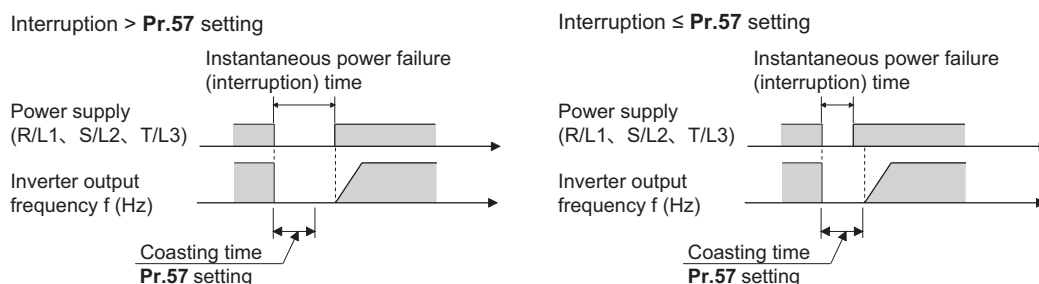 Interruption > Pr.57 setting
Instantaneous power failure
(interruption) time
Power supply
(R/L1、S/L2、T/L3)
Inverter output
frequency f (Hz)
Coasting time
Pr.57 setting
Interruption ≤ Pr.57 setting
Instantaneous power failure
(interruption) time
Power supply
(R/L1、S/L2、T/L3)
Inverter output
frequency f (Hz)
Coasting time
Pr.57 setting